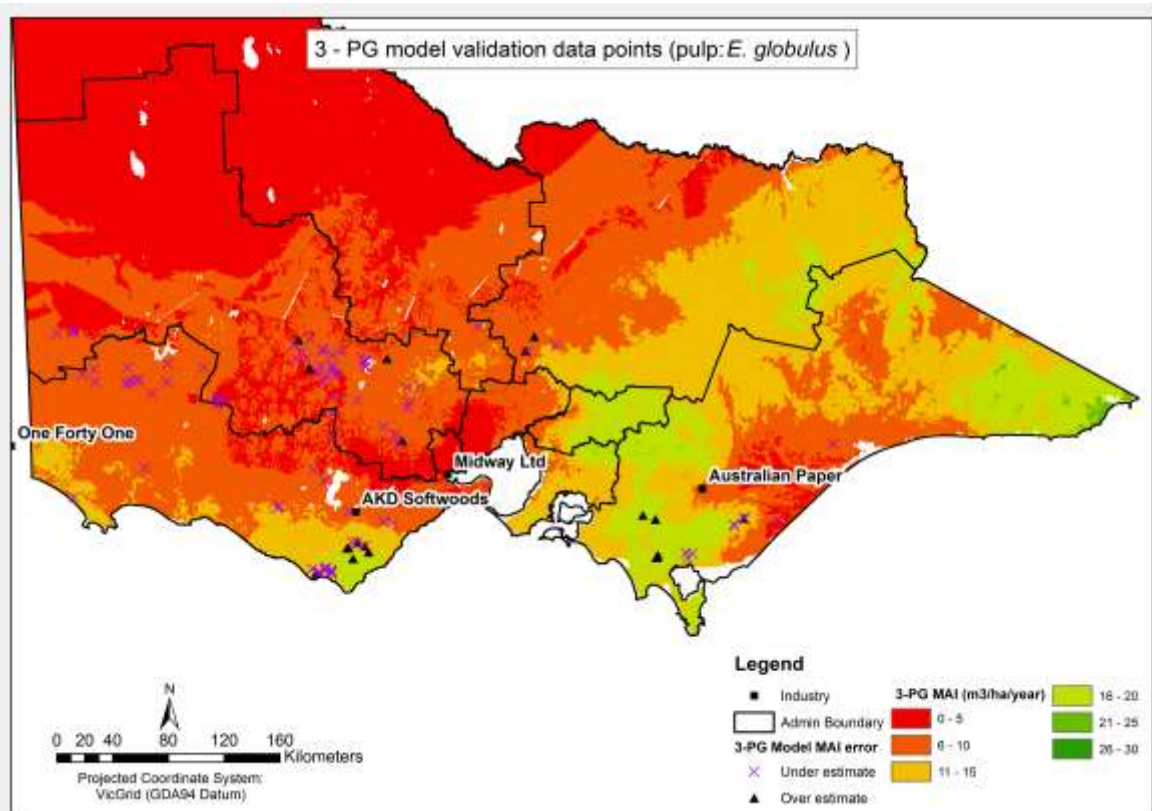 3 - PG model validation data points (pulp: E. globulus )
One Forty One
Midway Ltd
Australian Paper
AKD Softwoods
Legend
Industry
Admin Boundary
3-PG Model MAI error
Under estimate
Over estimate
3-PG MAI (m3/ha/year)
0 - 5
6 - 10
11 - 15
16 - 20
21 - 25
26 - 30
N
0 20 40 80 120 160
Kilometers
Projected Coordinate System:
VicGrid (GDA94 Datum)